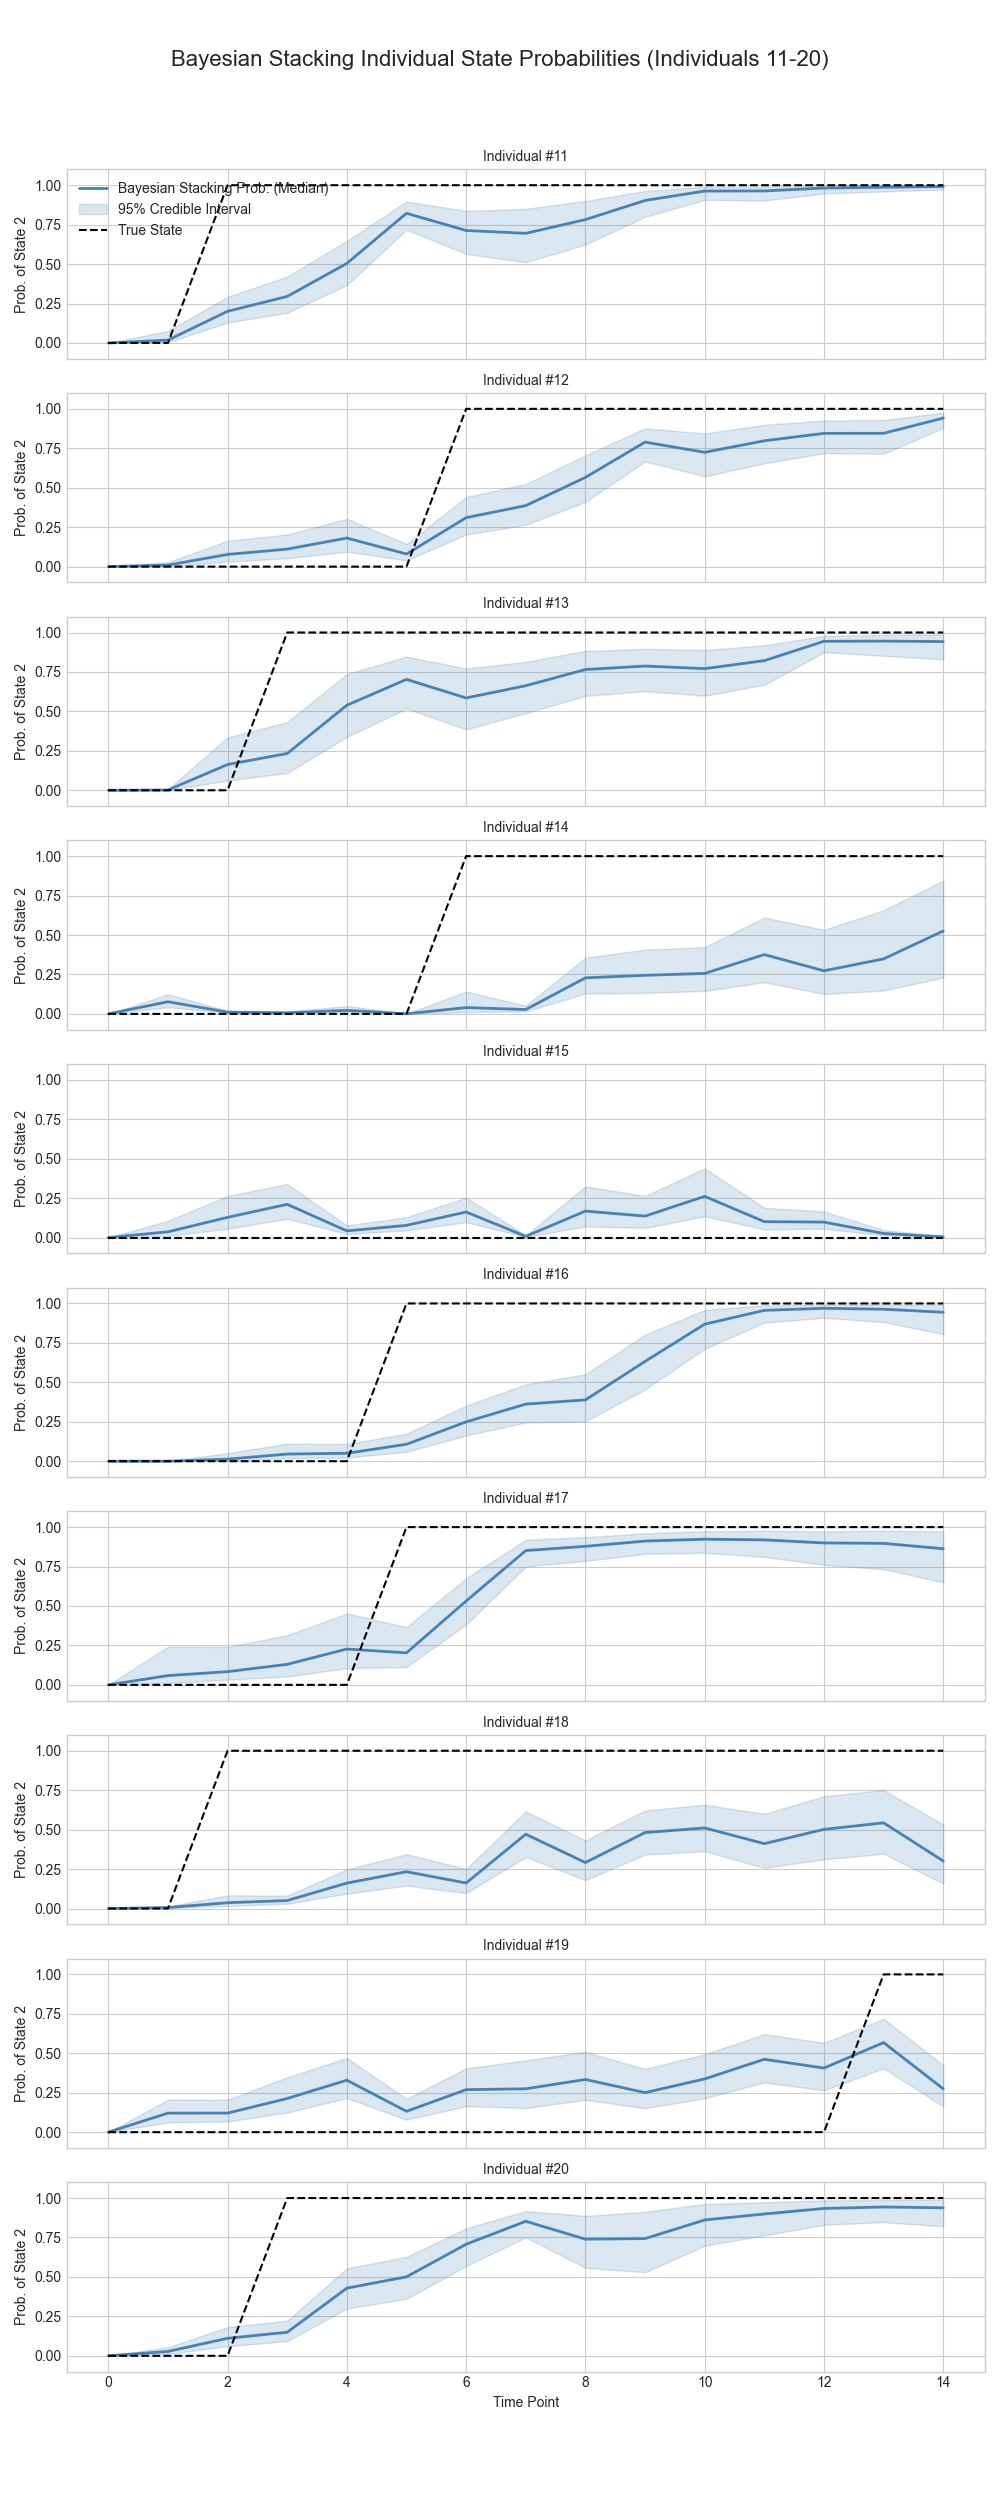 Bayesian Stacking Individual State Probabilities (Individuals 11-20)
Individual #11
Prob. of State 2
1.00
0.75
0.50
0.25
0.00
Bayesian Stacking Prob. (Median)
95% Credible Interval
True State
Individual #12
Prob. of State 2
1.00
0.75
0.50
0.25
0.00
Individual #13
Prob. of State 2
1.00
0.75
0.50
0.25
0.00
Individual #14
Prob. of State 2
1.00
0.75
0.50
0.25
0.00
Individual #15
Prob. of State 2
1.00
0.75
0.50
0.25
0.00
Individual #16
Prob. of State 2
1.00
0.75
0.50
0.25
0.00
Individual #17
Prob. of State 2
1.00
0.75
0.50
0.25
0.00
Individual #18
Prob. of State 2
1.00
0.75
0.50
0.25
0.00
Individual #19
Prob. of State 2
1.00
0.75
0.50
0.25
0.00
Individual #20
Prob. of State 2
1.00
0.75
0.50
0.25
0.00
0 2 4 6 8 10 12 14
Time Point